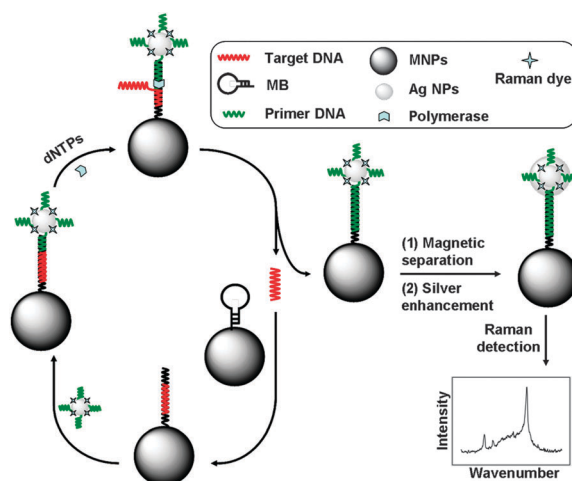 Target DNA
MB
Primer DNA
MNPs
Ag NPs
Polymerase
Raman dye
dNTPs
(1) Magnetic
separation
(2) Silver
enhancement
MB
Raman
detection
Intensity
Wavenumber